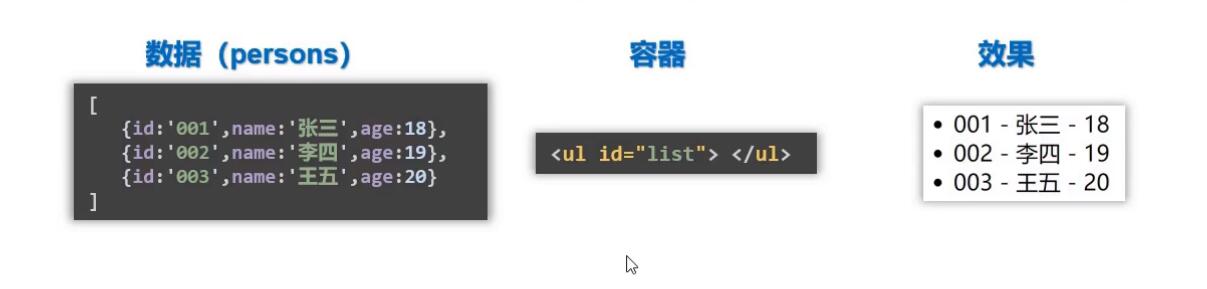 数据（persons）
[
{id:'001',name:'张三',age:18},
{id:'002',name:'李四',age:19},
{id:'003',name:'王五',age:20}
]
容器
<ul id="list"> </ul>
效果
• 001 - 张三 - 18
• 002 - 李四 - 19
• 003 - 王五 - 20